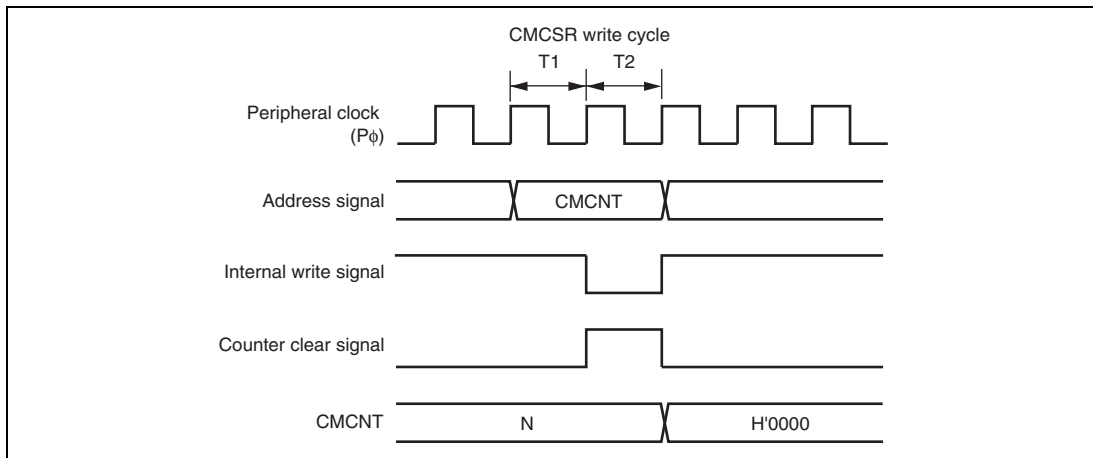 CMCSR write cycle
T1 T2
Peripheral clock
(Pϕ)
Address signal CMCNT
Internal write signal
Counter clear signal
CMCNT N H'0000